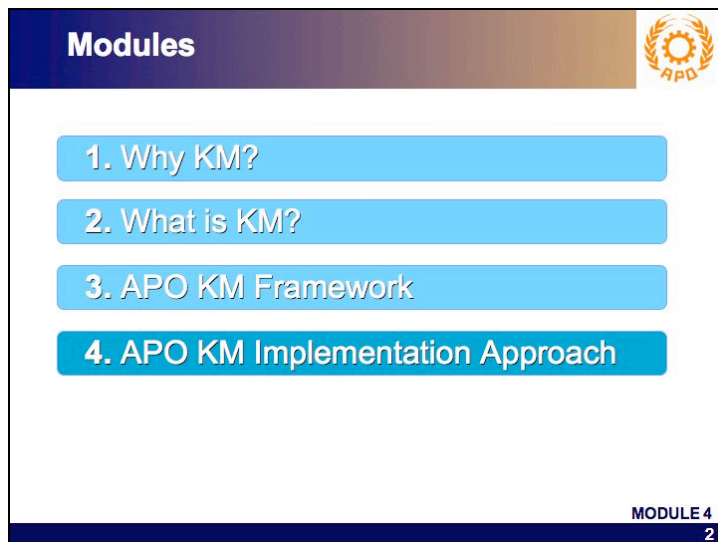 Modules
APO
1. Why KM?
2. What is KM?
3. APO KM Framework
4. APO KM Implementation Approach
MODULE 4
2